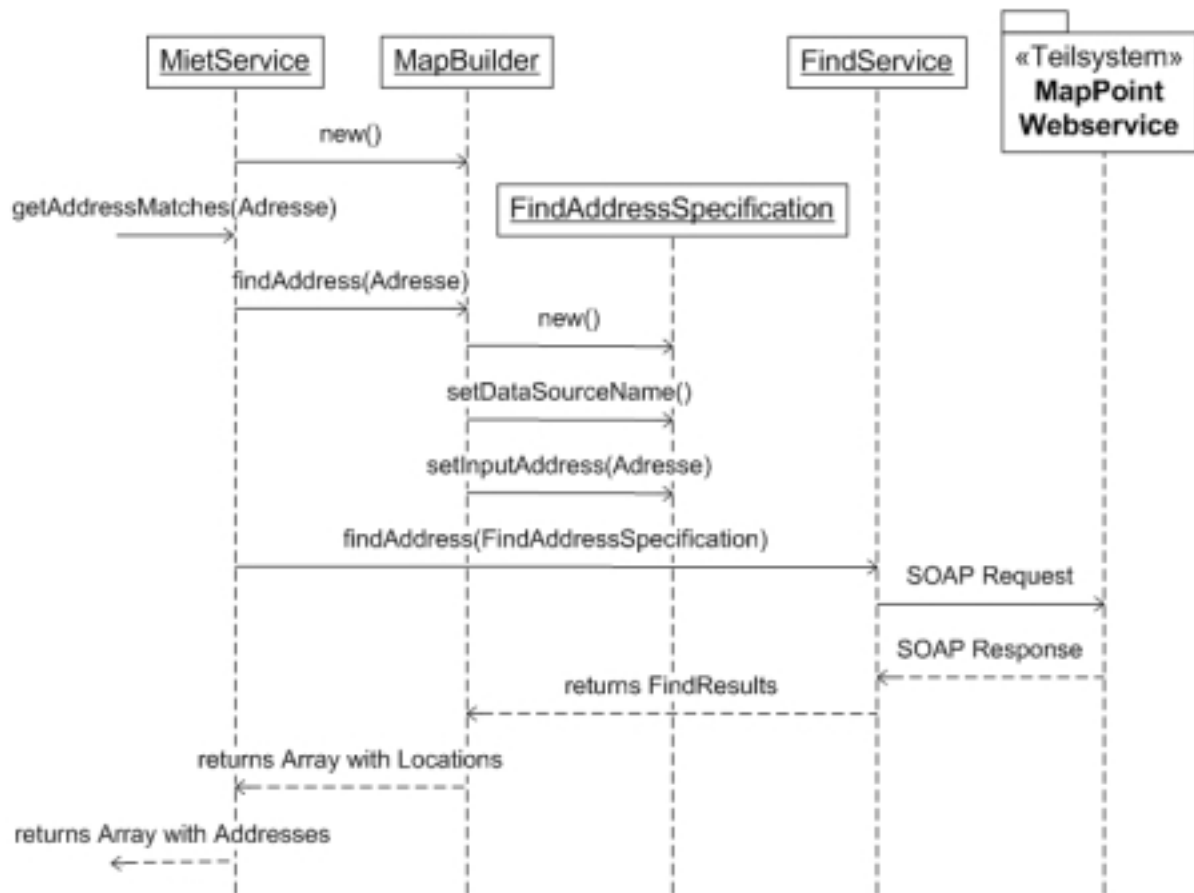 MietService
MapBuilder
FindService
«Teilsystem»
MapPoint
Webservice
new()
getAddressMatches(Adresse)
FindAddressSpecification
findAddress(Adresse)
new()
setDataSourceName()
setInputAddress(Adresse)
findAddress(FindAddressSpecification)
SOAP Request
SOAP Response
returns FindResults
returns Array with Locations
returns Array with Addresses